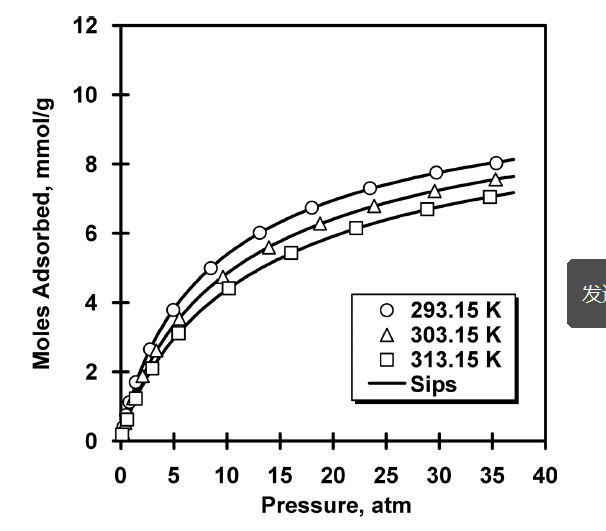 Moles Adsorbed, mmol/g
12
10
8
6
4
2
0
293.15 K
303.15 K
313.15 K
Sips
0 5 10 15 20 25 30 35 40
Pressure, atm
发